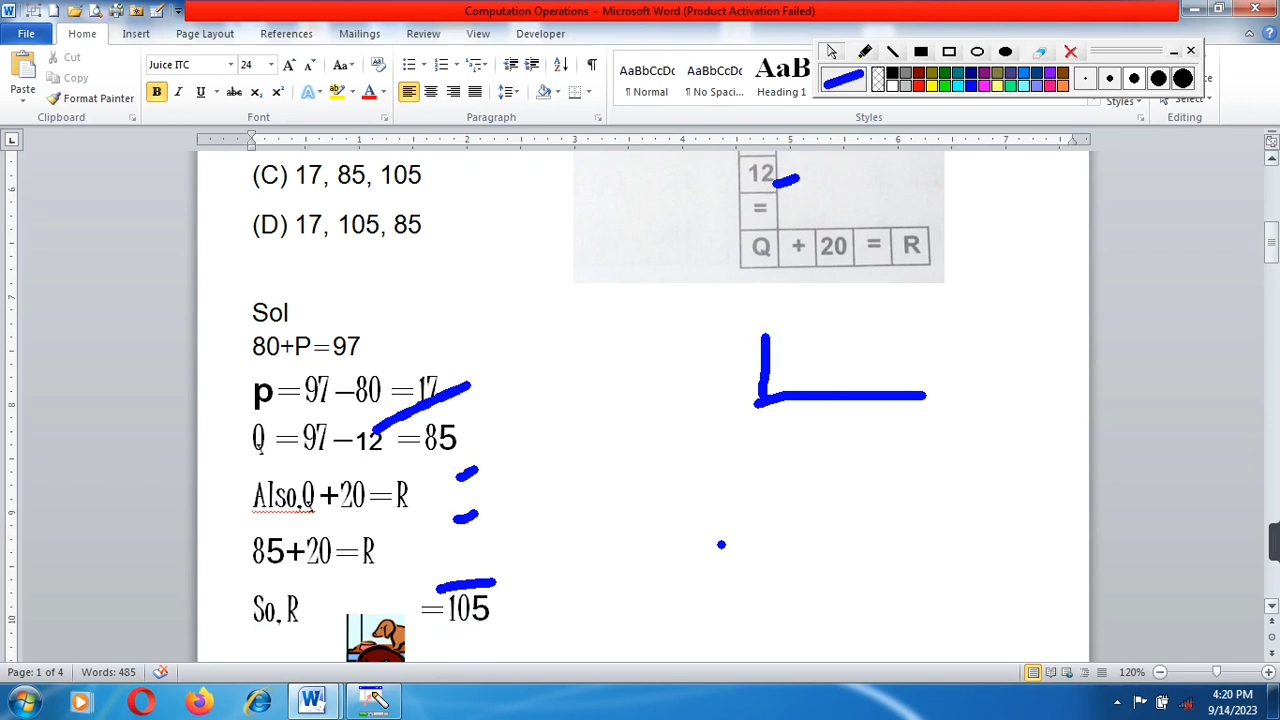 Computation Operations - Microsoft Word (Product Activation Failed)
File Home Insert Page Layout References Mailings Review View Developer
Paste
Cut
Copy
Format Painter
Clipboard
Juice ITC 24
Font
Paragraph
AaBbCcDc AaBbCcDc AaB
¶ Normal ¶ No Spaci... Heading 1
Styles
Styles
Select
Editing
(C) 17, 85, 105
(D) 17, 105, 85
12
=
Q + 20 = R
Sol
80+P=97
p=97-80 =17
Q =97-12 =85
Also,Q+20=R
85+20=R
So, R =105
Page: 1 of 4 Words: 485 120%
4:20 PM
9/14/2023